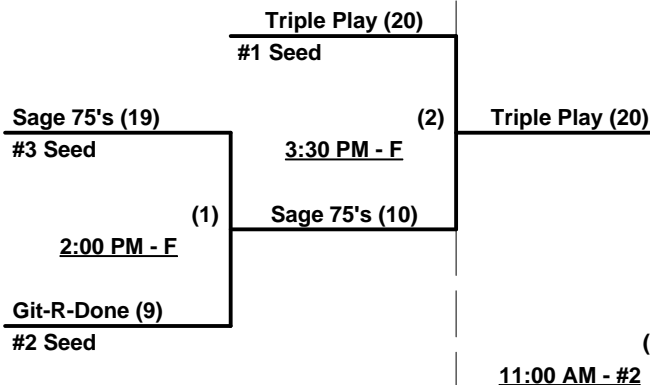 Triple Play (20)
#1 Seed
Sage 75's (19)
(2)
Triple Play (20)
#3 Seed
3:30 PM - F
(1)
Sage 75's (10)
2:00 PM - F
Git-R-Done (9)
#2 Seed
(
11:00 AM - #2